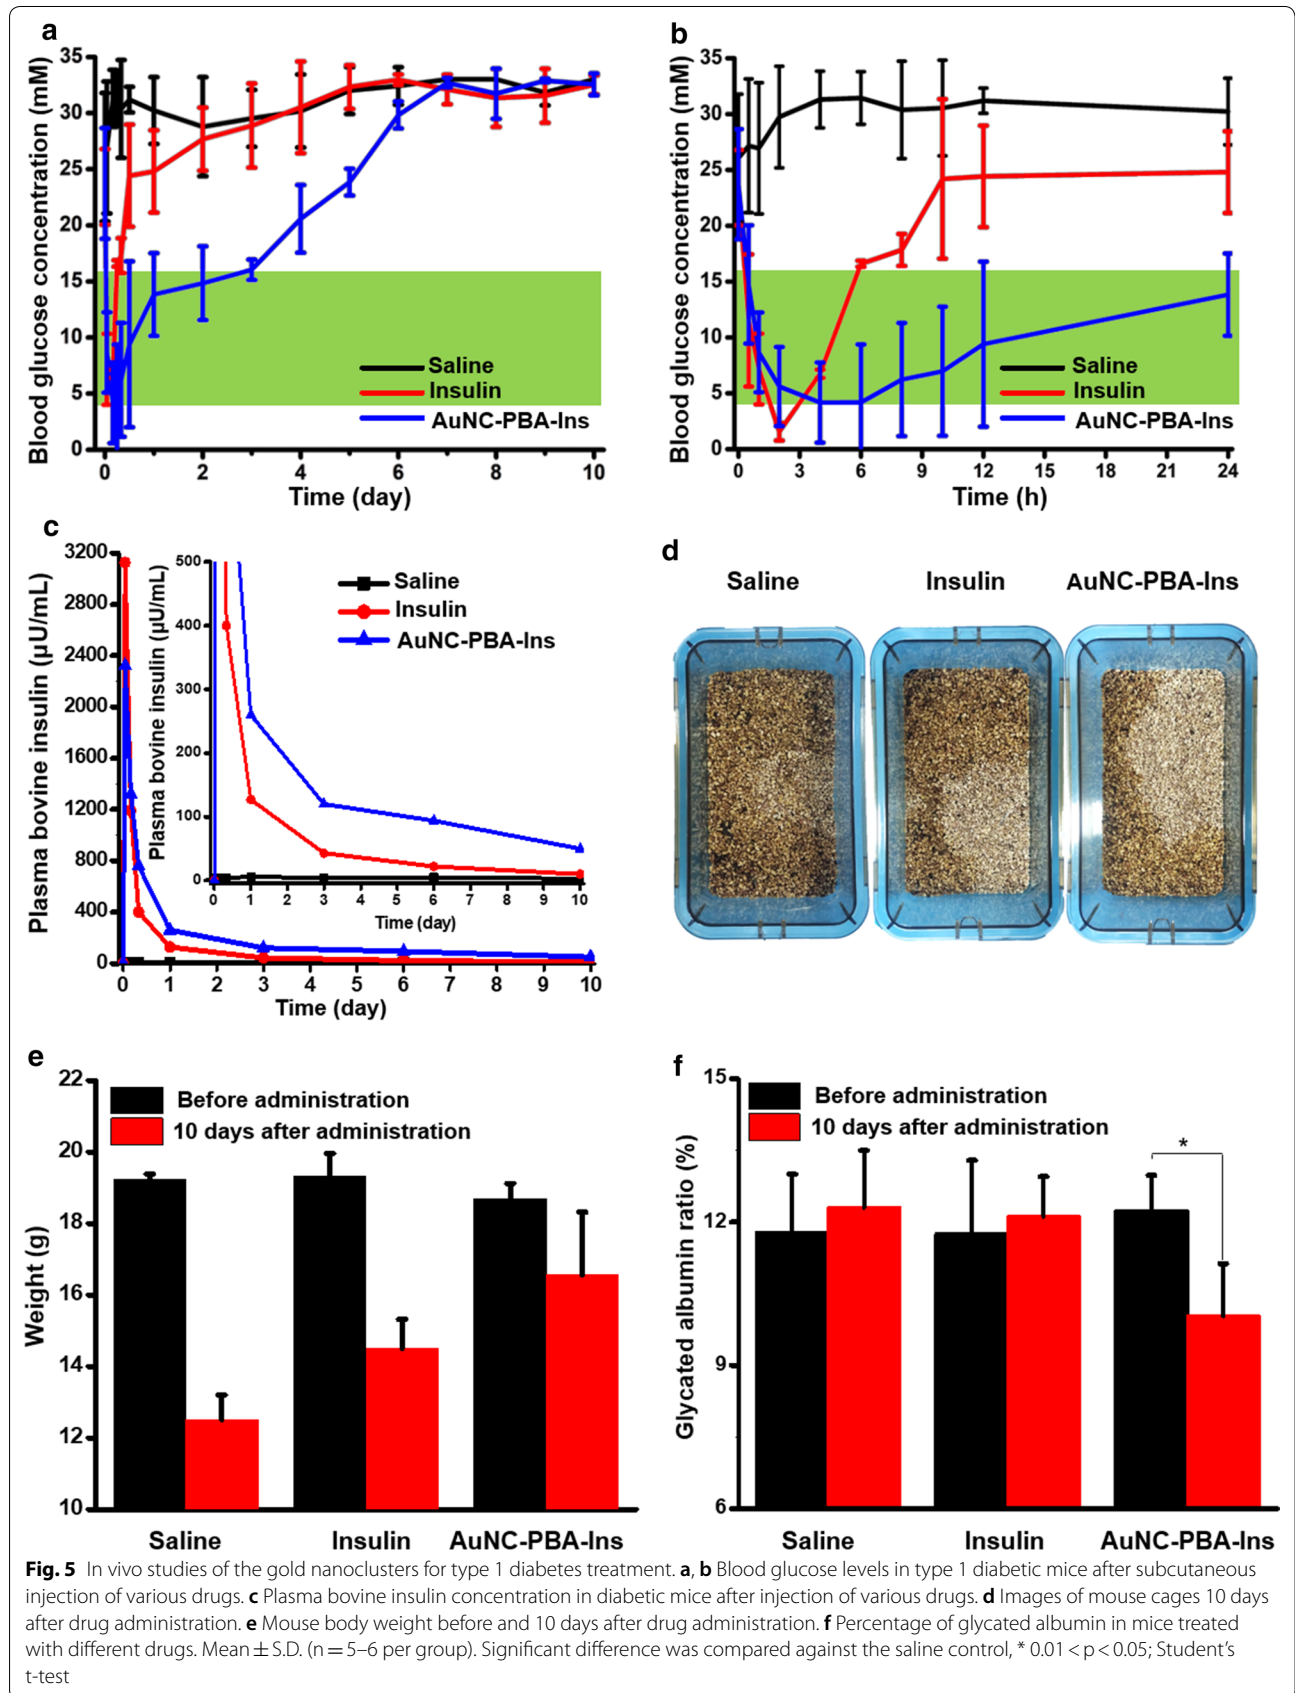 a
35
30
25
20
15
10
5
0
Blood glucose concentration (mM)
Saline
Insulin
AuNC-PBA-Ins
0 2 4 6 8 10
Time (day)
b
35
30
25
20
15
10
5
0
Blood glucose concentration (mM)
Saline
Insulin
AuNC-PBA-Ins
0 3 6 9 12 15 18 21 24
Time (h)
c
3200
2800
2400
2000
1600
1200
800
400
0
Plasma bovine insulin (µU/mL)
500
400
300
200
100
0
Plasma bovine insulin (µU/mL)
0 1 2 3 4 5 6 7 8 9 10
Time (day)
Saline
Insulin
AuNC-PBA-Ins
0 1 2 3 4 5 6 7 8 9 10
Time (day)
d
Saline Insulin AuNC-PBA-Ins
e
22
20
18
16
14
12
10
Weight (g)
Before administration
10 days after administration
Saline Insulin AuNC-PBA-Ins
f
15
12
9
6
Glycated albumin ratio (%)
Before administration
10 days after administration
*
Saline Insulin AuNC-PBA-Ins
Fig. 5 In vivo studies of the gold nanoclusters for type 1 diabetes treatment. a, b Blood glucose levels in type 1 diabetic mice after subcutaneous
injection of various drugs. c Plasma bovine insulin concentration in diabetic mice after injection of various drugs. d Images of mouse cages 10 days
after drug administration. e Mouse body weight before and 10 days after drug administration. f Percentage of glycated albumin in mice treated
with different drugs. Mean ± S.D. (n = 5–6 per group). Significant difference was compared against the saline control, * 0.01 < p < 0.05; Student's
t-test